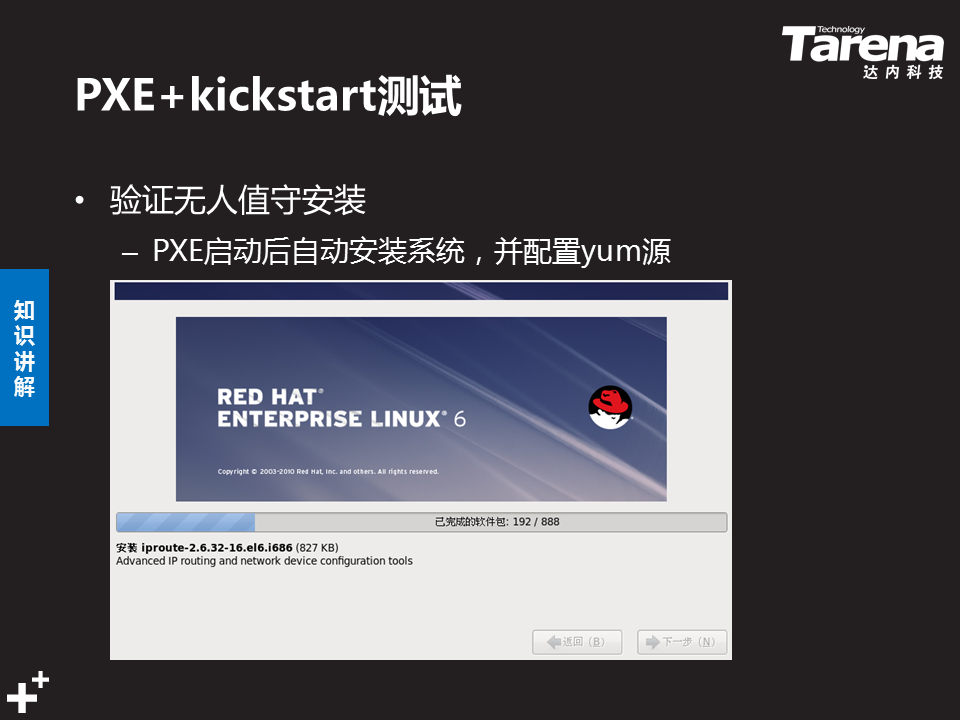 Technology
Tarena
达内科技
PXE+kickstart测试
• 验证无人值守安装
– PXE启动后自动安装系统，并配置yum源
知识讲解
RED HAT®
ENTERPRISE LINUX® 6
Copyright © 2003-2010 Red Hat, Inc. and others. All rights reserved.
已完成的软件包: 192 / 888
安装 iproute-2.6.32-16.el6.i686 (827 KB)
Advanced IP routing and network device configuration tools
返回 (B)
下一步 (N)